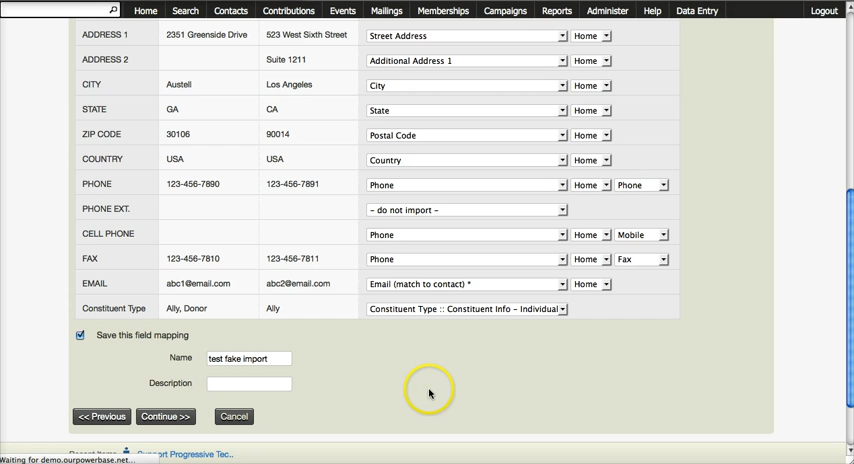 Home Search Contacts Contributions Events Mailings Memberships Campaigns Reports Administer Help Data Entry Logout
ADDRESS 1 2351 Greenside Drive 523 West Sixth Street Street Address Home
ADDRESS 2 Suite 1211 Additional Address 1 Home
CITY Austell Los Angeles City Home
STATE GA CA State Home
ZIP CODE 30106 90014 Postal Code Home
COUNTRY USA USA Country Home
PHONE 123-456-7890 123-456-7891 Phone Home Phone
PHONE EXT. - do not import -
CELL PHONE Phone Home Mobile
FAX 123-456-7810 123-456-7811 Phone Home Fax
EMAIL abc1@email.com abc2@email.com Email (match to contact) * Home
Constituent Type Ally, Donor Ally Constituent Type :: Constituent Info - Individual
Save this field mapping
Name test fake import
Description
<< Previous Continue >> Cancel
Recent Items Support Progressive Tec..
Waiting for demo.ourpowerbase.net...